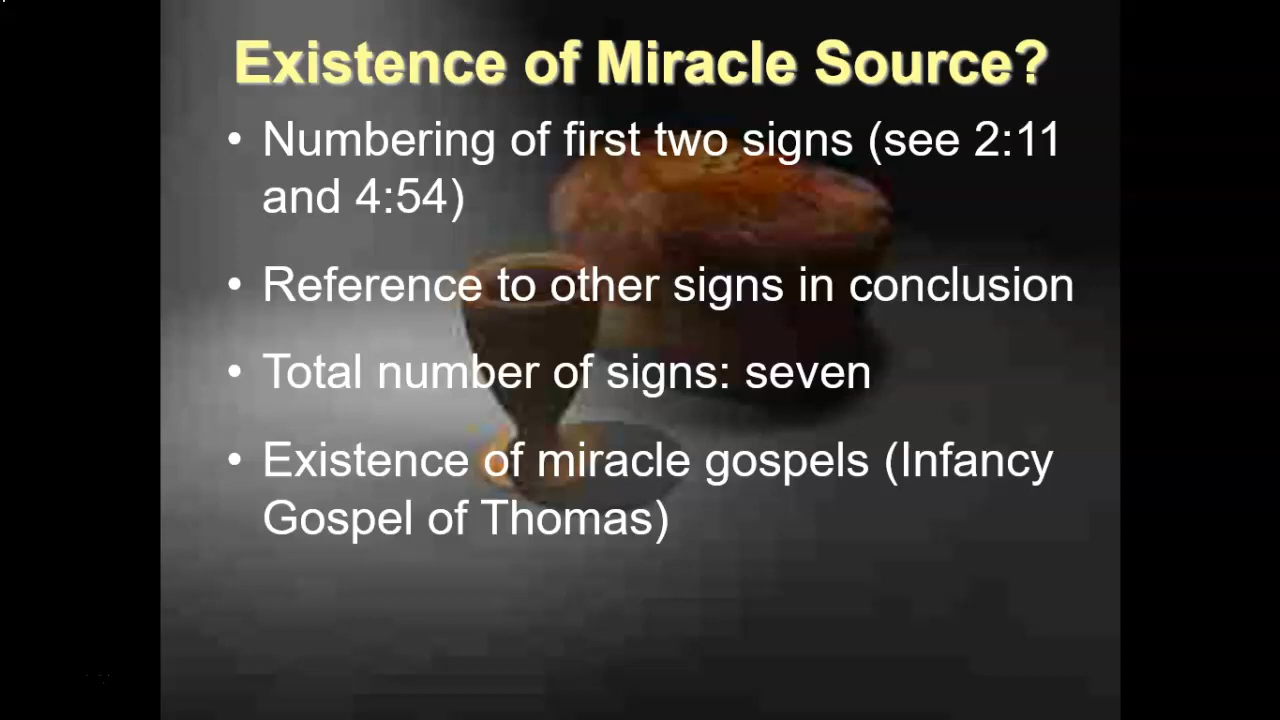 Existence of Miracle Source?
• Numbering of first two signs (see 2:11
and 4:54)
• Reference to other signs in conclusion
• Total number of signs: seven
• Existence of miracle gospels (Infancy
Gospel of Thomas)